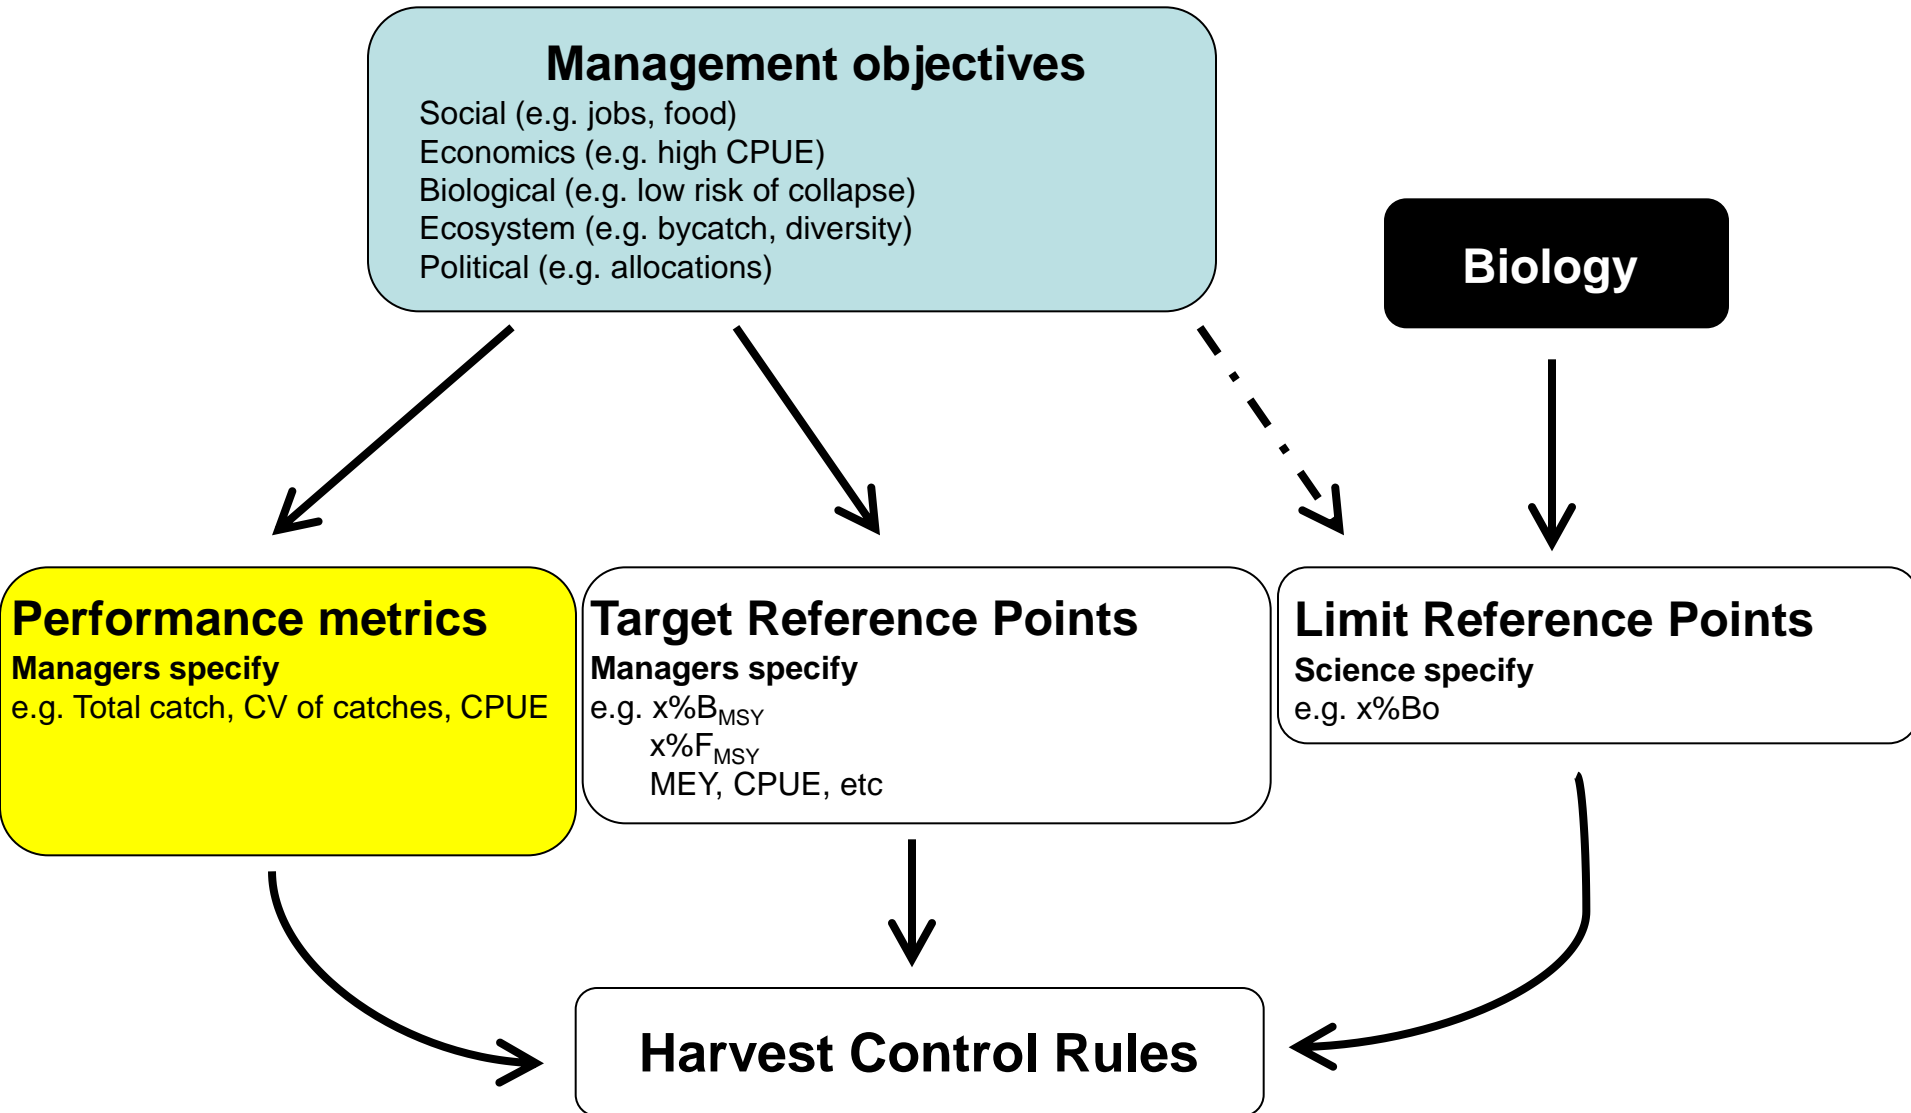 Management objectives
Social (e.g. jobs, food)
Economics (e.g. high CPUE)
Biological (e.g. low risk of collapse)
Ecosystem (e.g. bycatch, diversity)
Political (e.g. allocations)
Biology
Performance metrics
Managers specify
e.g. Total catch, CV of catches, CPUE
Target Reference Points
Managers specify
e.g. x%B_MSY
x%F_MSY
MEY, CPUE, etc
Limit Reference Points
Science specify
e.g. x%Bo
Harvest Control Rules